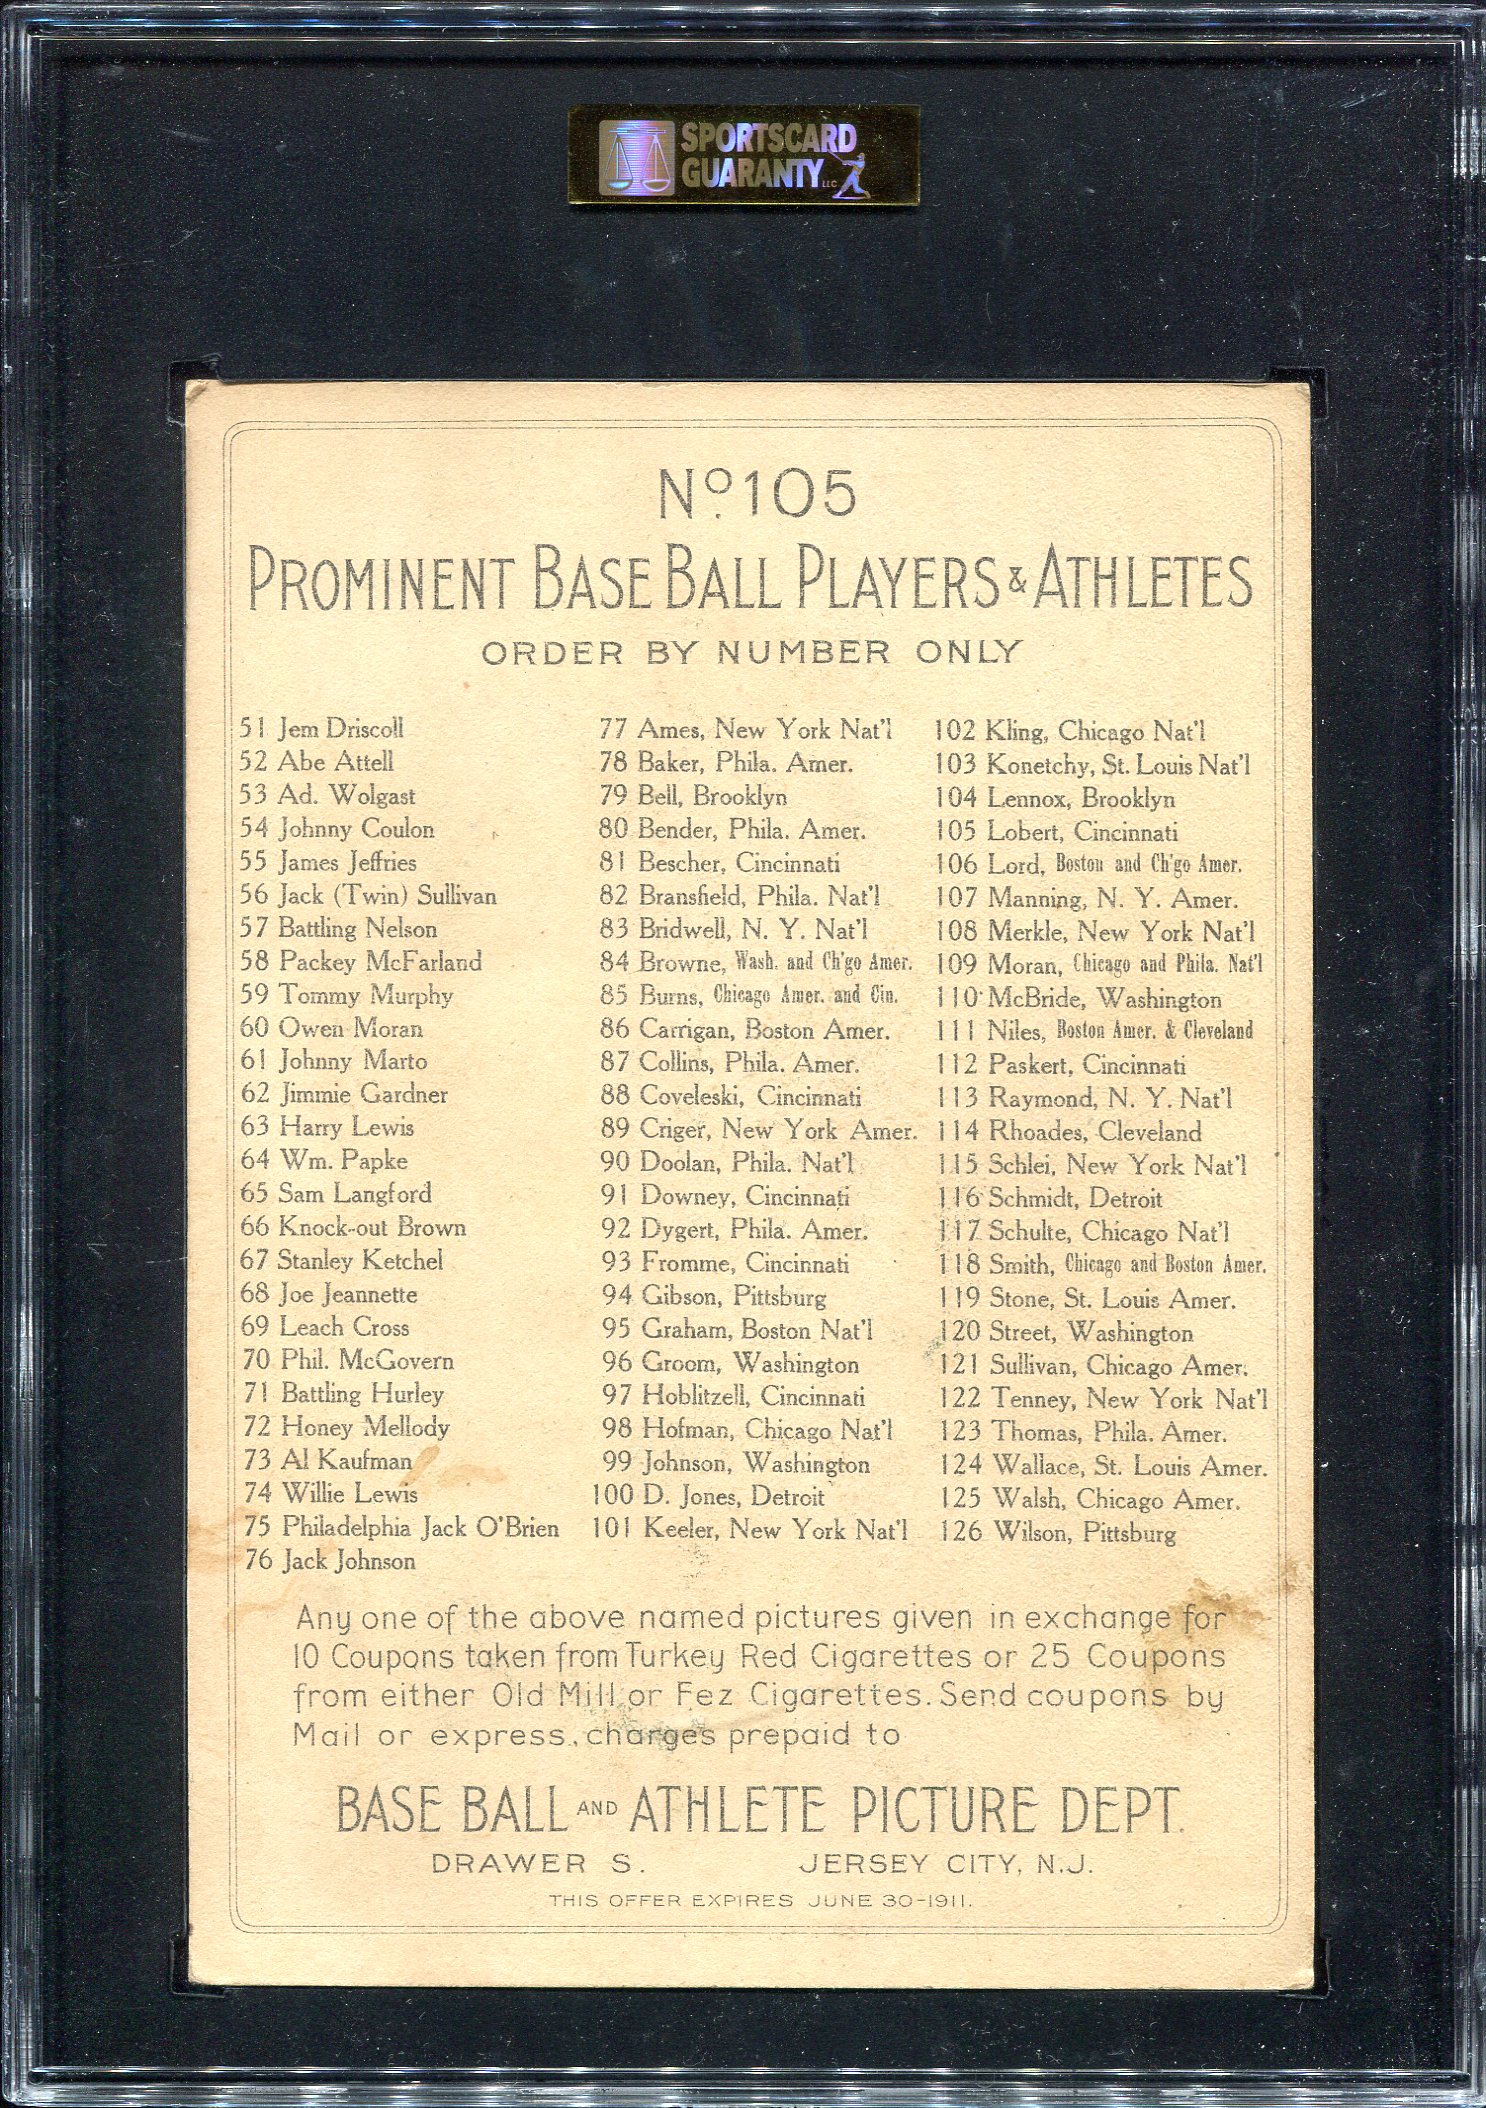 SPORTSCARD
GUARANTY LLC
No. 105
PROMINENT BASE BALL PLAYERS & ATHLETES
ORDER BY NUMBER ONLY
51 Jem Driscoll
52 Abe Attell
53 Ad. Wolgast
54 Johnny Coulon
55 James Jeffries
56 Jack (Twin) Sullivan
57 Battling Nelson
58 Packey McFarland
59 Tommy Murphy
60 Owen Moran
61 Johnny Marto
62 Jimmie Gardner
63 Harry Lewis
64 Wm. Papke
65 Sam Langford
66 Knock-out Brown
67 Stanley Ketchel
68 Joe Jeannette
69 Leach Cross
70 Phil. McGovern
71 Battling Hurley
72 Honey Mellody
73 Al Kaufman
74 Willie Lewis
75 Philadelphia Jack O'Brien
76 Jack Johnson
77 Ames, New York Nat'l
78 Baker, Phila. Amer.
79 Bell, Brooklyn
80 Bender, Phila. Amer.
81 Bescher, Cincinnati
82 Bransfield, Phila. Nat'l
83 Bridwell, N. Y. Nat'l
84 Browne, Wash. and Ch'go Amer.
85 Burns, Chicago Amer. and Cin.
86 Carrigan, Boston Amer.
87 Collins, Phila. Amer.
88 Coveleski, Cincinnati
89 Criger, New York Amer.
90 Doolan, Phila. Nat'l
91 Downey, Cincinnati
92 Dygert, Phila. Amer.
93 Fromme, Cincinnati
94 Gibson, Pittsburg
95 Graham, Boston Nat'l
96 Groom, Washington
97 Hoblitzell, Cincinnati
98 Hofman, Chicago Nat'l
99 Johnson, Washington
100 D. Jones, Detroit
101 Keeler, New York Nat'l
102 Kling, Chicago Nat'l
103 Konetchy, St. Louis Nat'l
104 Lennox, Brooklyn
105 Lobert, Cincinnati
106 Lord, Boston and Ch'go Amer.
107 Manning, N. Y. Amer.
108 Merkle, New York Nat'l
109 Moran, Chicago and Phila. Nat'l
110 McBride, Washington
111 Niles, Boston Amer. & Cleveland
112 Paskert, Cincinnati
113 Raymond, N. Y. Nat'l
114 Rhoades, Cleveland
115 Schlei, New York Nat'l
116 Schmidt, Detroit
117 Schulte, Chicago Nat'l
118 Smith, Chicago and Boston Amer.
119 Stone, St. Louis Amer.
120 Street, Washington
121 Sullivan, Chicago Amer.
122 Tenney, New York Nat'l
123 Thomas, Phila. Amer.
124 Wallace, St. Louis Amer.
125 Walsh, Chicago Amer.
126 Wilson, Pittsburg
Any one of the above named pictures given in exchange for
10 Coupons taken from Turkey Red Cigarettes or 25 Coupons
from either Old Mill or Fez Cigarettes. Send coupons by
Mail or express, charges prepaid to
BASE BALL AND ATHLETE PICTURE DEPT.
DRAWER S. JERSEY CITY, N.J.
THIS OFFER EXPIRES JUNE 30-1911.